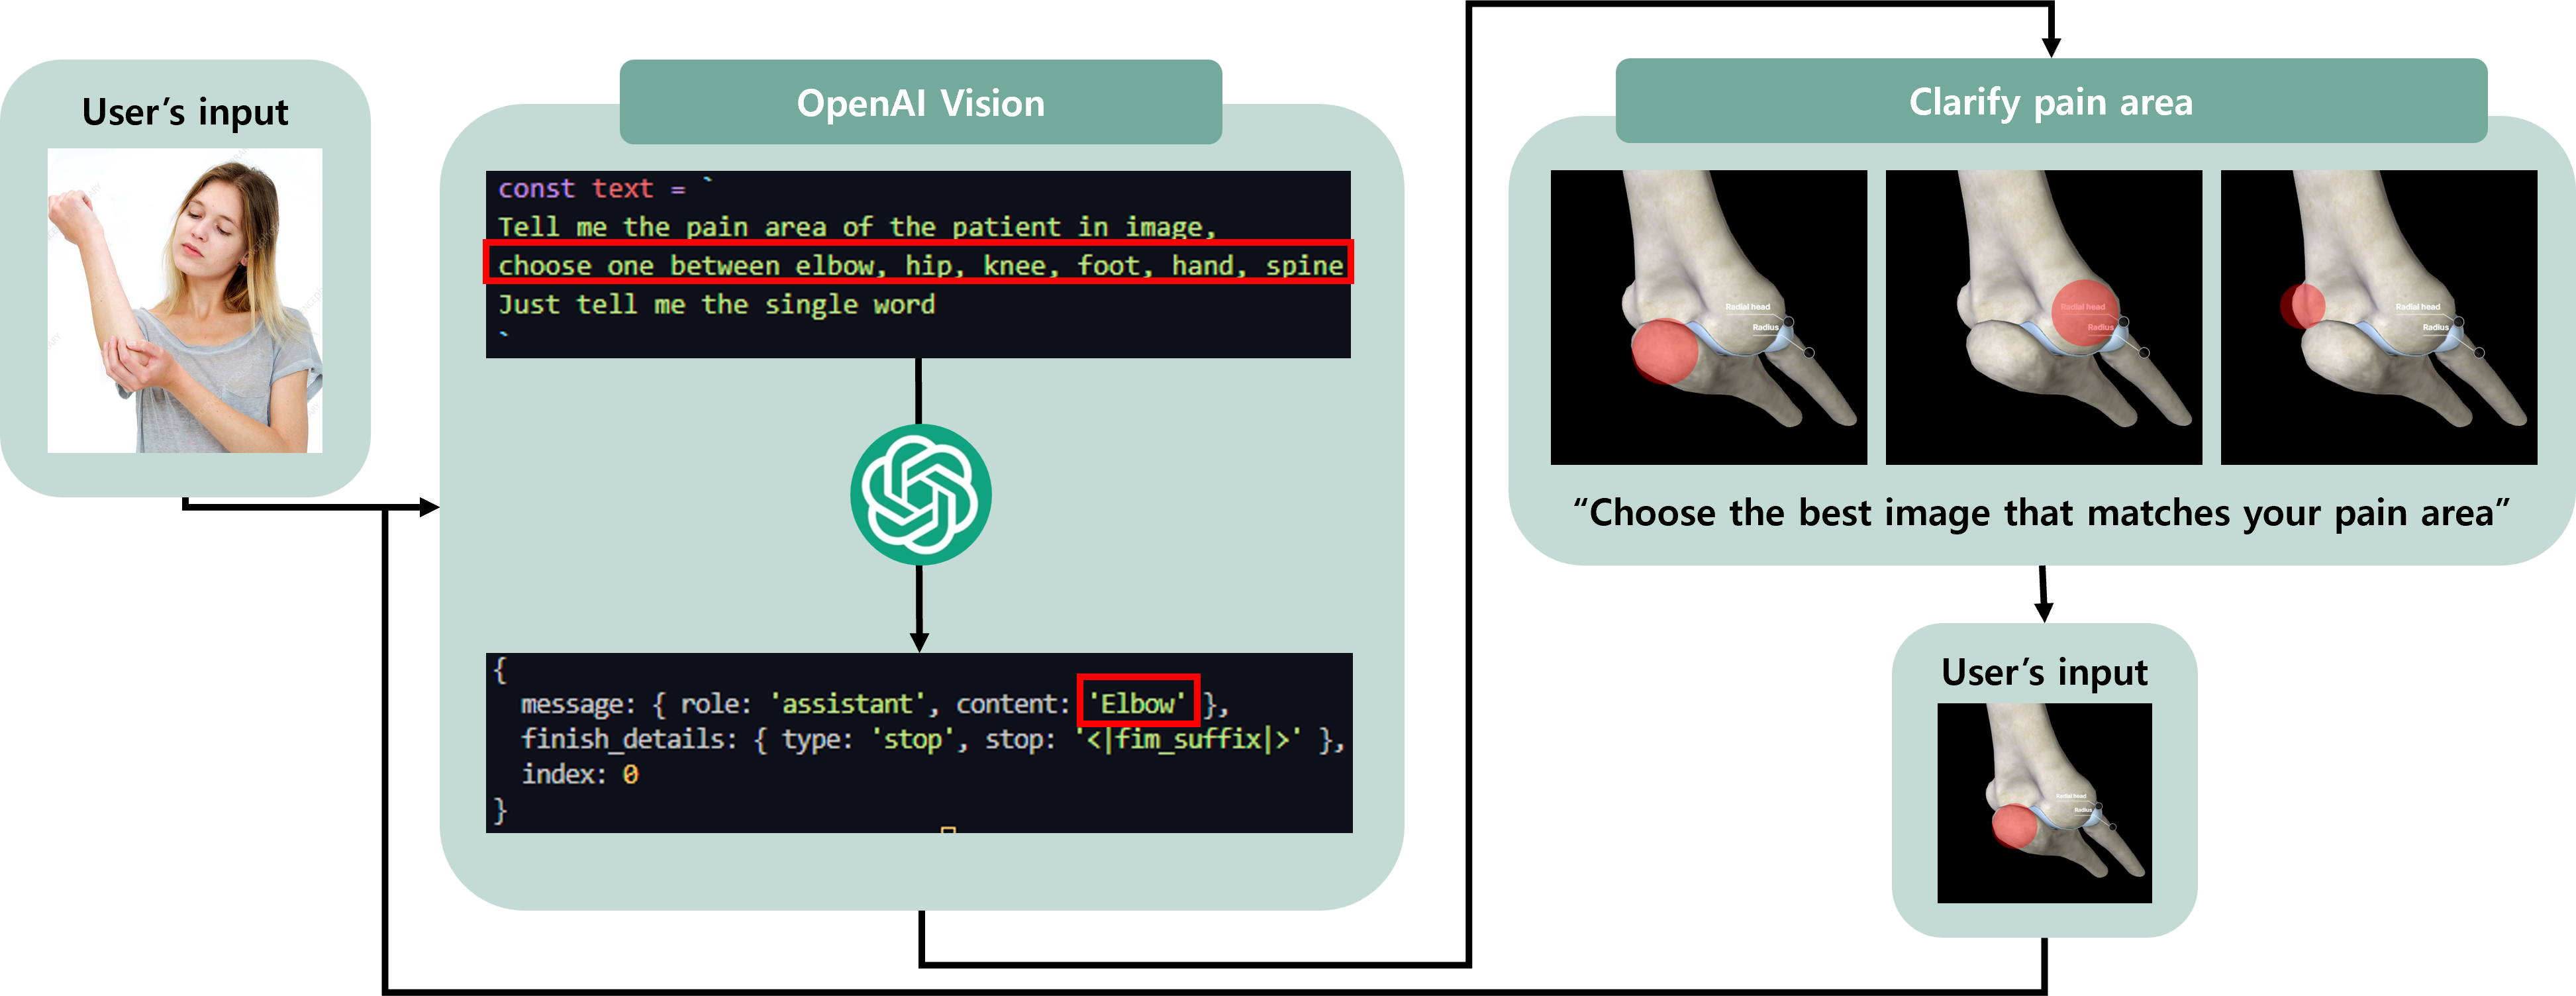 User’s input
OpenAI Vision
const text = `
Tell me the pain area of the patient in image,
choose one between elbow, hip, knee, foot, hand, spine
Just tell me the single word
`
{
message: { role: 'assistant', content: 'Elbow' },
finish_details: { type: 'stop', stop: '<|fim_suffix|>' },
index: 0
}
Clarify pain area
Radial head
Radius
Radial head
Radius
Radial head
Radius
“Choose the best image that matches your pain area”
User’s input
Radial head
Radius